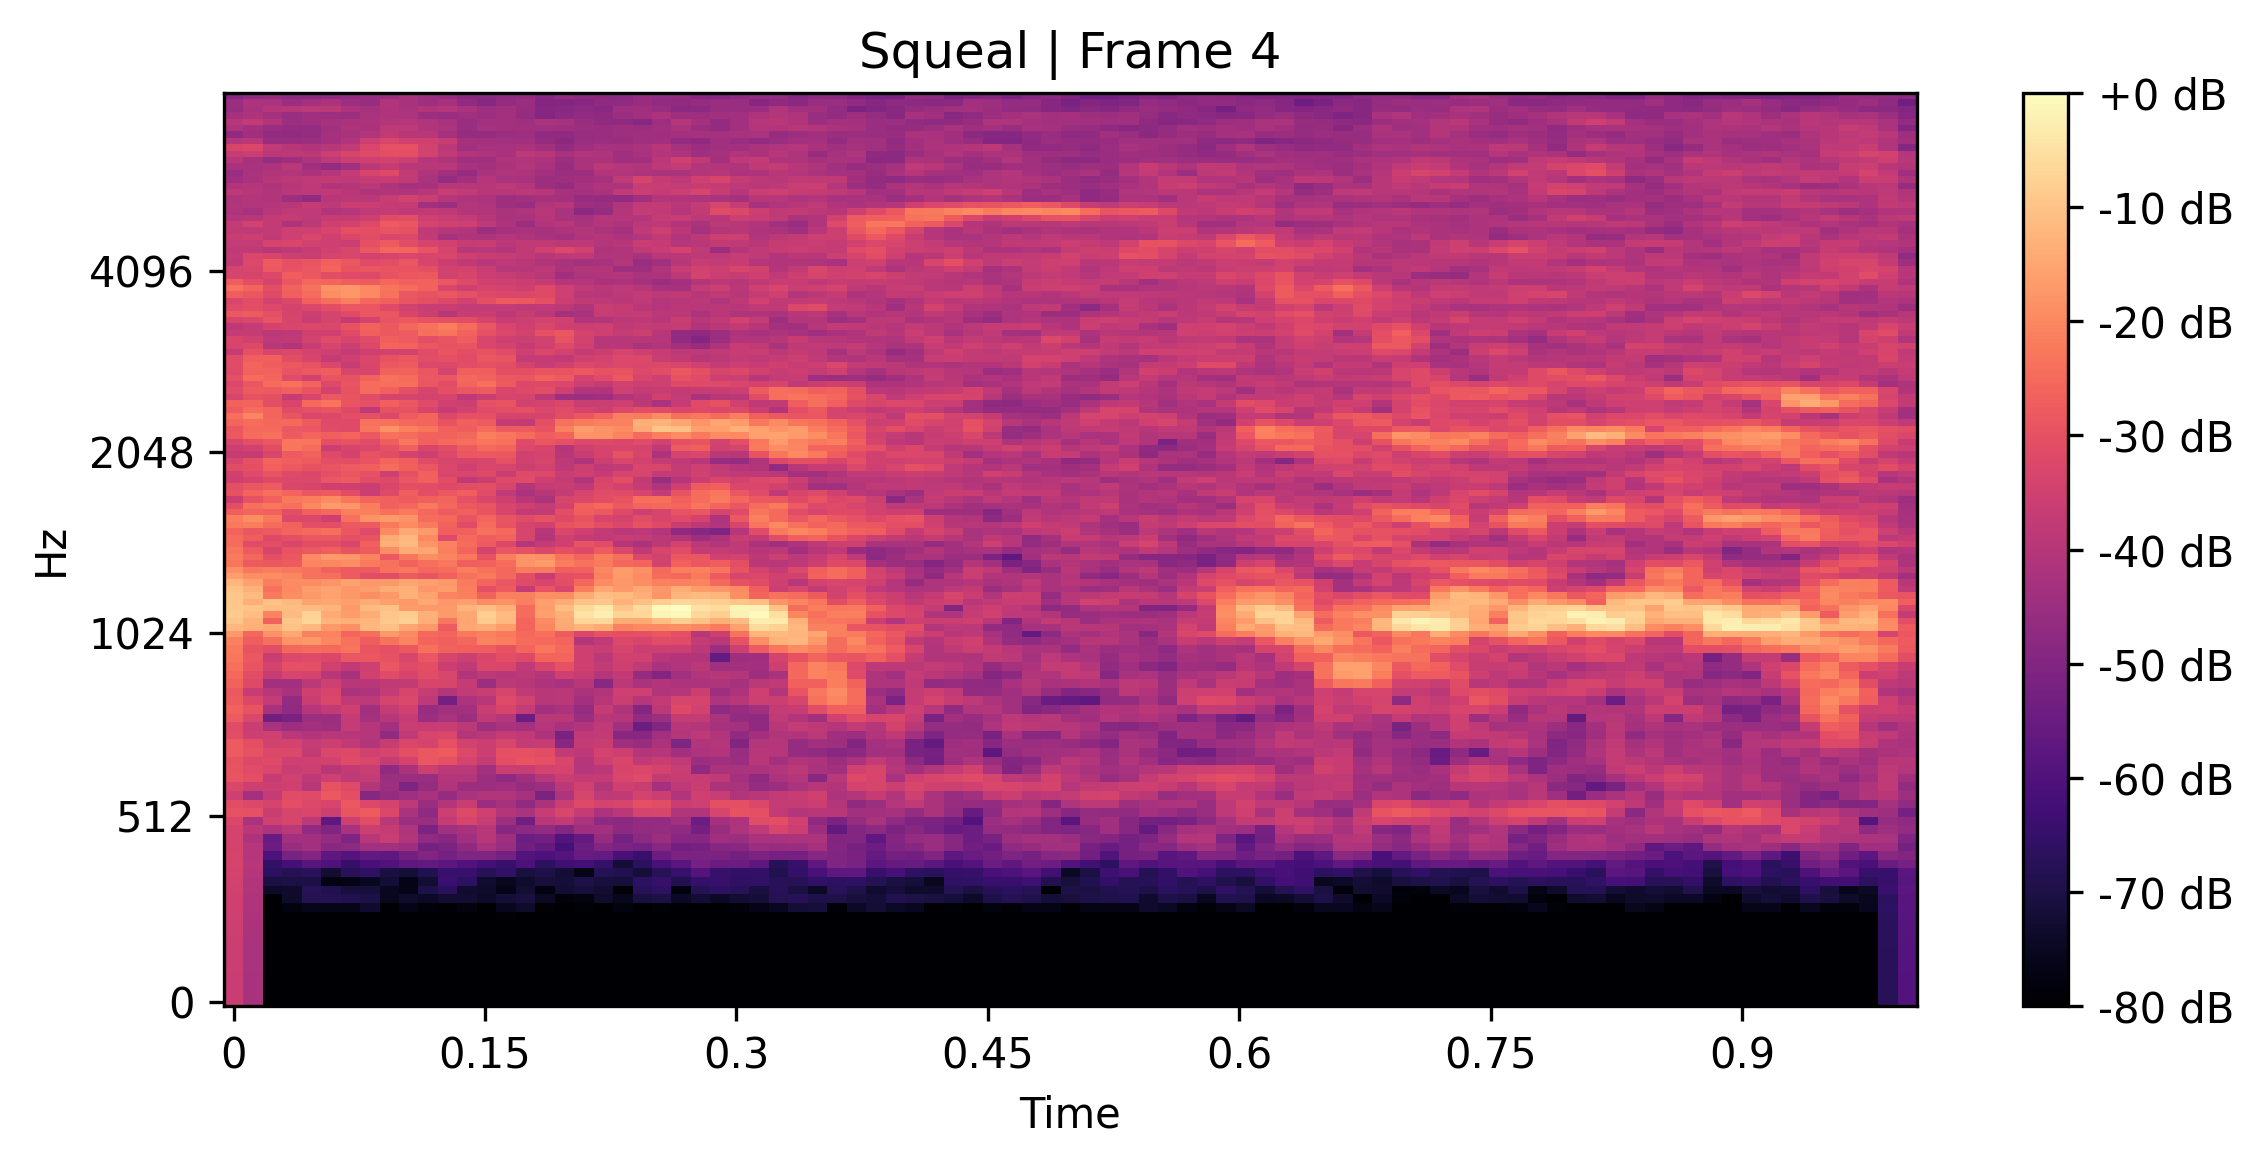 Squeal | Frame 4
Hz
4096
2048
1024
512
0
0 0.15 0.3 0.45 0.6 0.75 0.9
Time
+0 dB
-10 dB
-20 dB
-30 dB
-40 dB
-50 dB
-60 dB
-70 dB
-80 dB